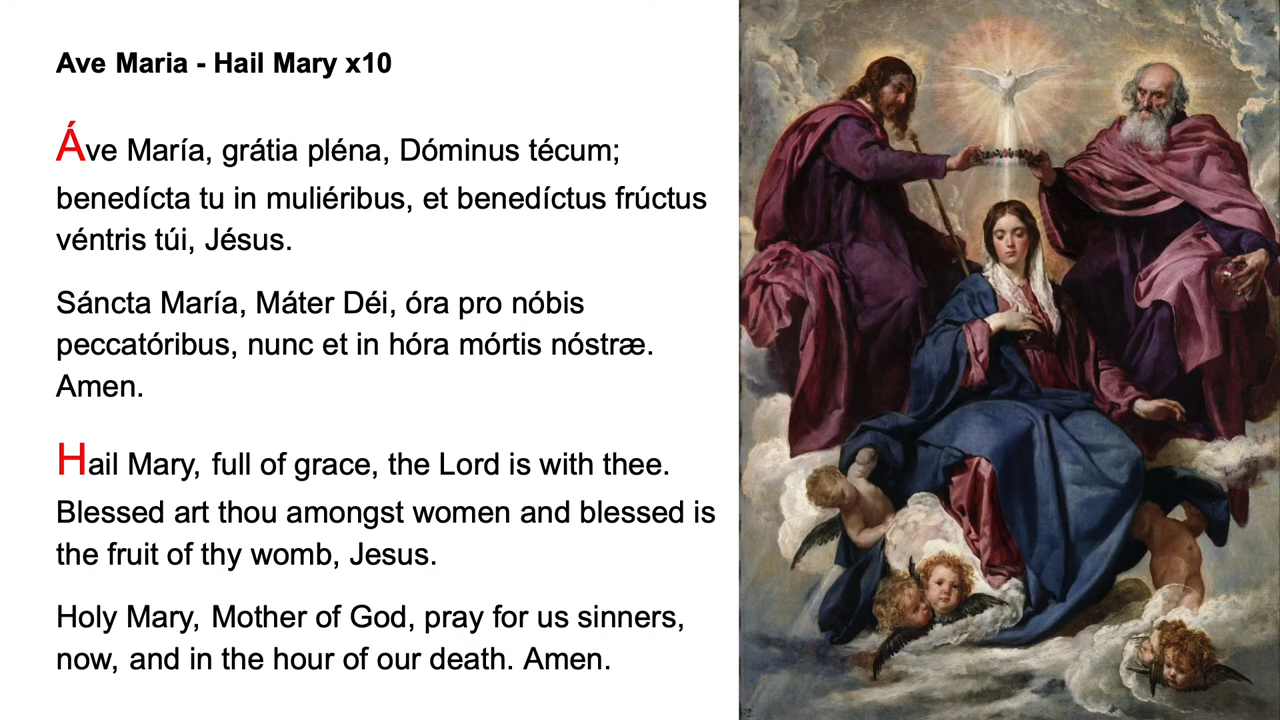 Ave Maria - Hail Mary x10
Áve María, grátia pléna, Dóminus técum;
benedícta tu in muliéribus, et benedíctus frúctus
véntris túi, Jésus.
Sáncta María, Máter Déi, óra pro nóbis
peccatóribus, nunc et in hóra mórtis nóstræ.
Amen.
Hail Mary, full of grace, the Lord is with thee.
Blessed art thou amongst women and blessed is
the fruit of thy womb, Jesus.
Holy Mary, Mother of God, pray for us sinners,
now, and in the hour of our death. Amen.